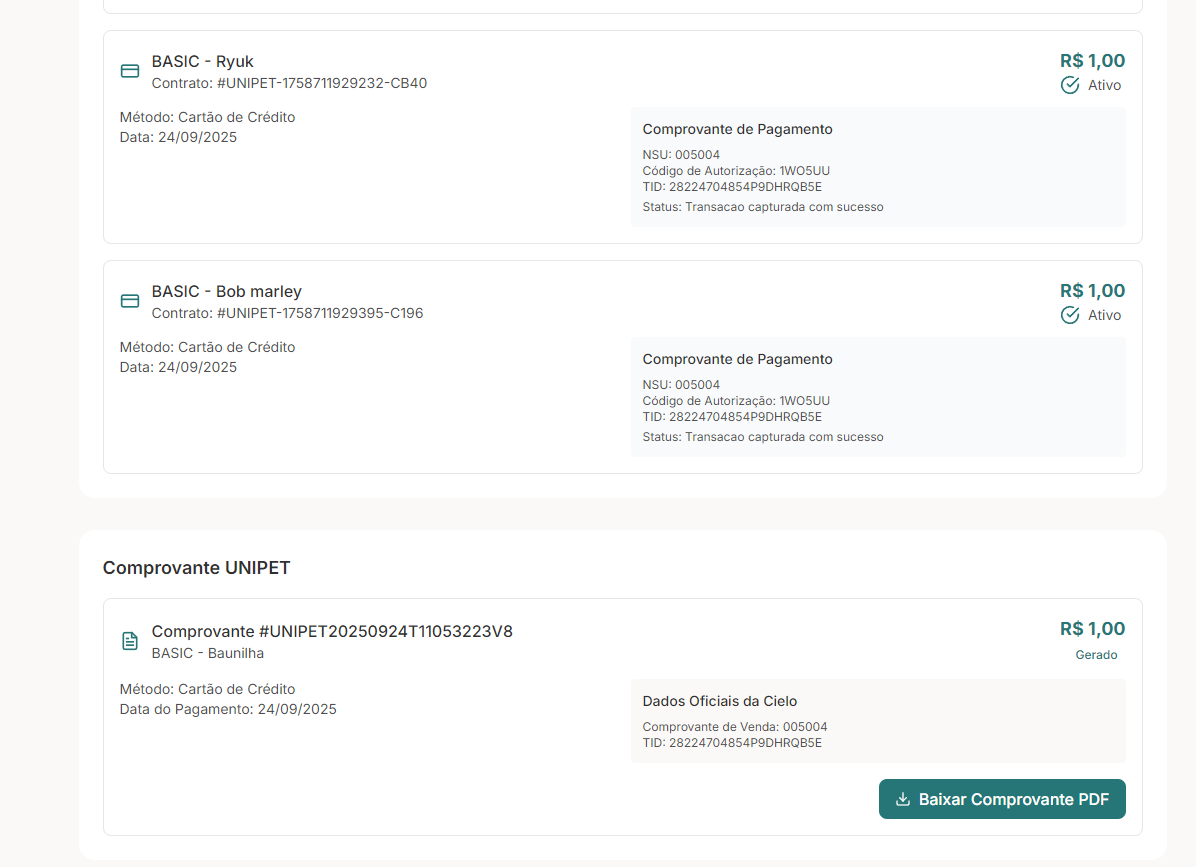 BASIC - Ryuk
Contrato: #UNIPET-1758711929232-CB40
R$ 1,00
Ativo
Método: Cartão de Crédito
Data: 24/09/2025
Comprovante de Pagamento
NSU: 005004
Código de Autorização: 1WO5UU
TID: 28224704854P9DHRQB5E
Status: Transacao capturada com sucesso
BASIC - Bob marley
Contrato: #UNIPET-1758711929395-C196
R$ 1,00
Ativo
Método: Cartão de Crédito
Data: 24/09/2025
Comprovante de Pagamento
NSU: 005004
Código de Autorização: 1WO5UU
TID: 28224704854P9DHRQB5E
Status: Transacao capturada com sucesso
Comprovante UNIPET
Comprovante #UNIPET20250924T11053223V8
BASIC - Baunilha
R$ 1,00
Gerado
Método: Cartão de Crédito
Data do Pagamento: 24/09/2025
Dados Oficiais da Cielo
Comprovante de Venda: 005004
TID: 28224704854P9DHRQB5E
Baixar Comprovante PDF